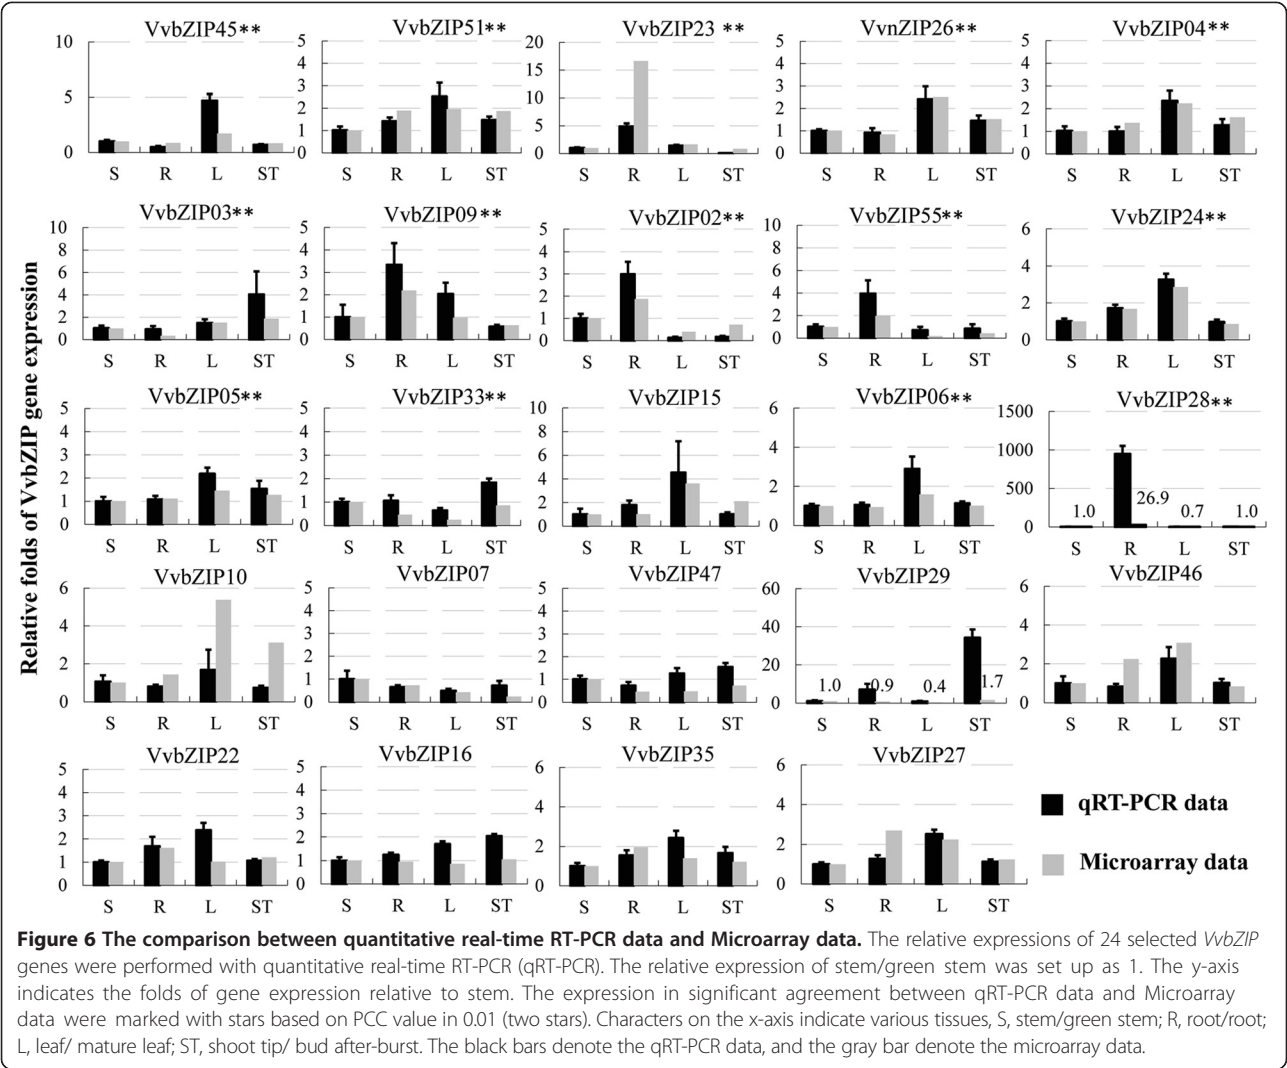 VvbZIP45** VvbZIP51** VvbZIP23 ** VvnZIP26** VvbZIP04**
10 5 0 S R L ST
5 4 3 2 1 0 S R L ST
20 15 10 5 0 S R L ST
5 4 3 2 1 0 S R L ST
5 4 3 2 1 0 S R L ST
Relative folds of VvbZIP gene expression
VvbZIP03** VvbZIP09** VvbZIP02** VvbZIP55** VvbZIP24**
10 8 6 4 2 0 S R L ST
5 4 3 2 1 0 S R L ST
5 4 3 2 1 0 S R L ST
10 8 6 4 2 0 S R L ST
6 4 2 0 S R L ST
VvbZIP05** VvbZIP33** VvbZIP15 VvbZIP06** VvbZIP28**
5 4 3 2 1 0 S R L ST
5 4 3 2 1 0 S R L ST
10 8 6 4 2 0 S R L ST
6 4 2 0 S R L ST
1500 1000 500 0 1.0 26.9 0.7 1.0 S R L ST
VvbZIP10 VvbZIP07 VvbZIP47 VvbZIP29 VvbZIP46
6 4 2 0 S R L ST
5 4 3 2 1 0 S R L ST
5 4 3 2 1 0 S R L ST
60 40 20 0 1.0 0.9 0.4 1.7 S R L ST
6 4 2 0 S R L ST
VvbZIP22 VvbZIP16 VvbZIP35 VvbZIP27
5 4 3 2 1 0 S R L ST
5 4 3 2 1 0 S R L ST
6 4 2 0 S R L ST
6 4 2 0 S R L ST
qRT-PCR data
Microarray data
Figure 6 The comparison between quantitative real-time RT-PCR data and Microarray data. The relative expressions of 24 selected VvbZIP
genes were performed with quantitative real-time RT-PCR (qRT-PCR). The relative expression of stem/green stem was set up as 1. The y-axis
indicates the folds of gene expression relative to stem. The expression in significant agreement between qRT-PCR data and Microarray
data were marked with stars based on PCC value in 0.01 (two stars). Characters on the x-axis indicate various tissues, S, stem/green stem; R, root/root;
L, leaf/ mature leaf; ST, shoot tip/ bud after-burst. The black bars denote the qRT-PCR data, and the gray bar denote the microarray data.